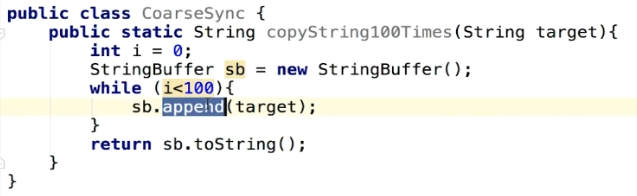 public class CoarseSync {
    public static String copyString100Times(String target){
        int i = 0;
        StringBuffer sb = new StringBuffer();
        while (i<100){
            sb.append(target);
        }
        return sb.toString();
    }
}